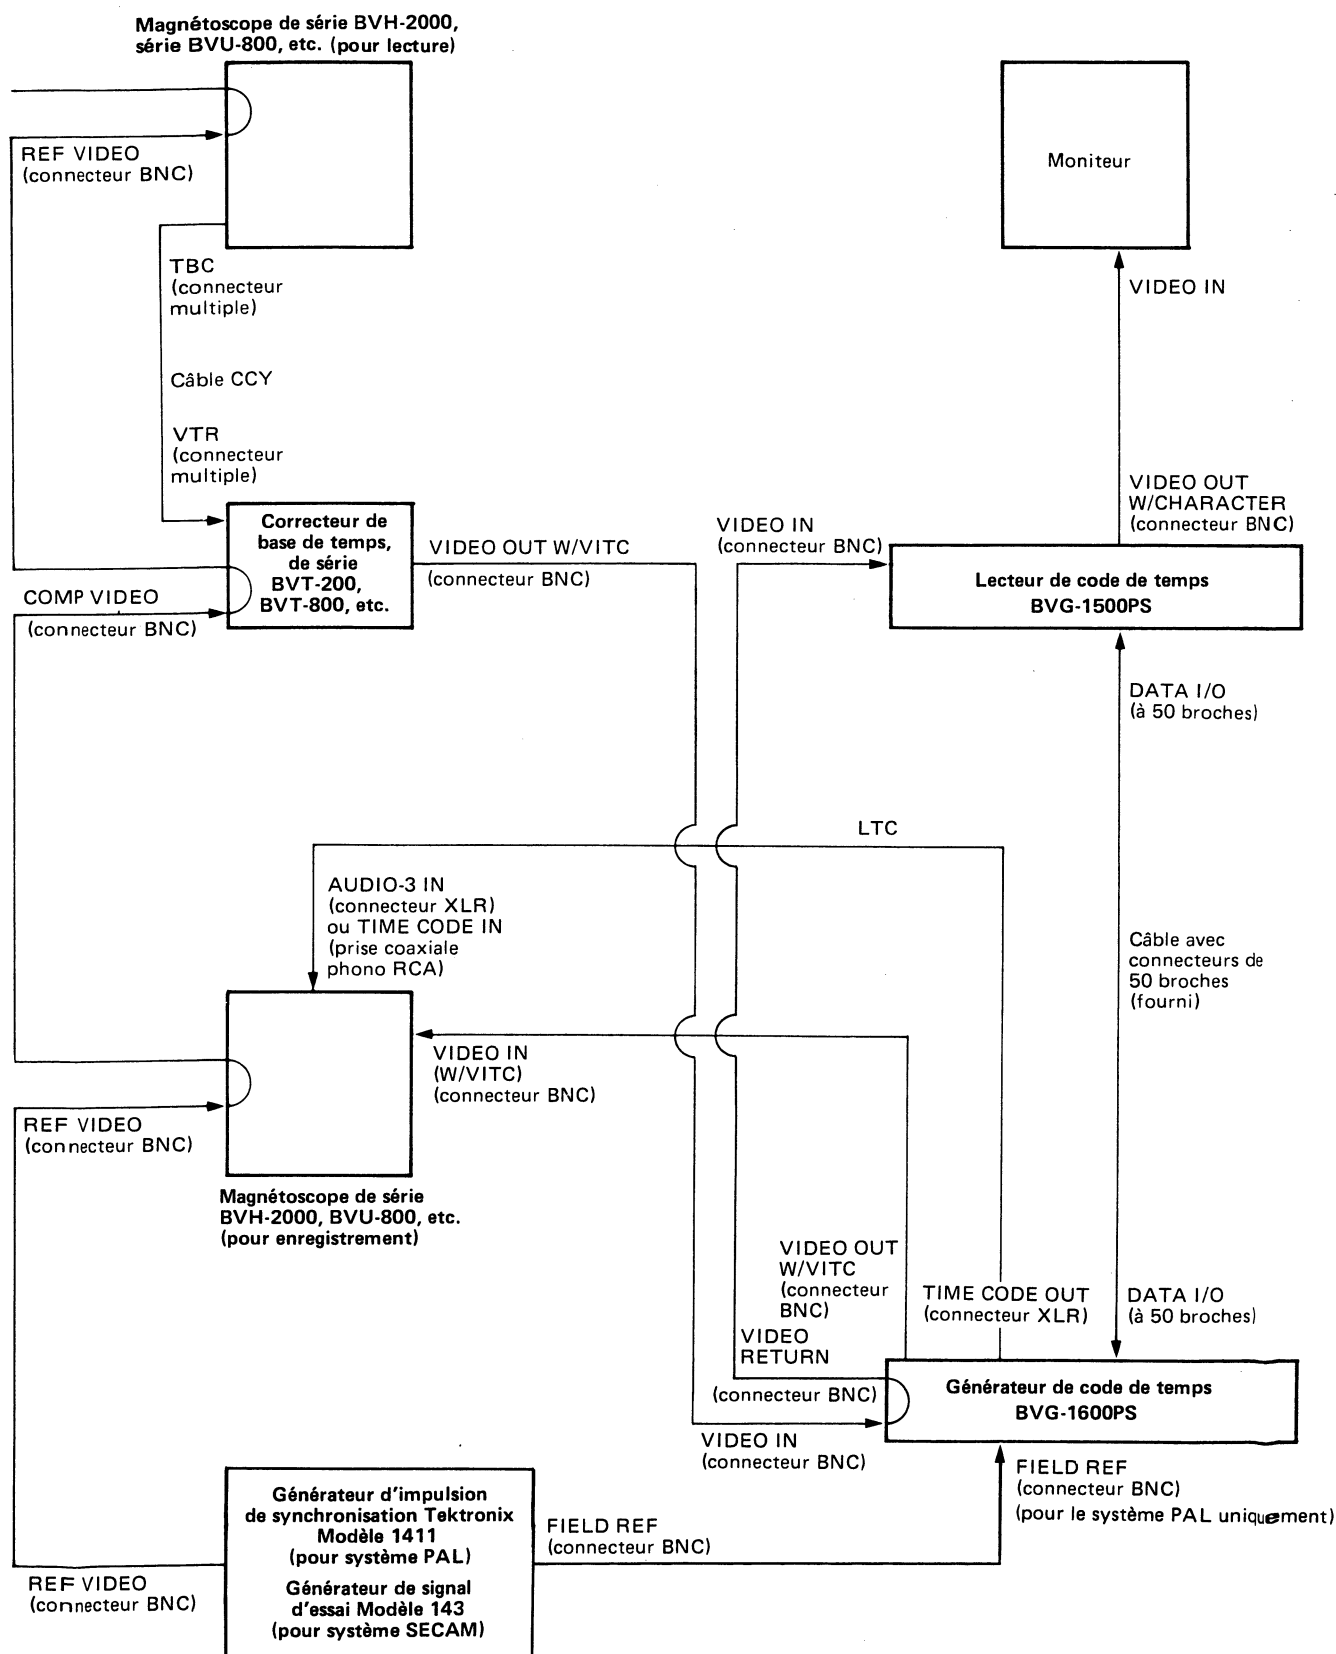 Magnétoscope de série BVH-2000,
série BVU-800, etc. (pour lecture)
REF VIDEO
(connecteur BNC)
Moniteur
TBC
(connecteur
multiple)
VIDEO IN
Câble CCY
VTR
(connecteur
multiple)
VIDEO OUT
W/CHARACTER
(connecteur BNC)
Correcteur de
base de temps,
de série
BVT-200,
BVT-800, etc.
VIDEO OUT W/VITC
(connecteur BNC)
VIDEO IN
(connecteur BNC)
Lecteur de code de temps
BVG-1500PS
COMP VIDEO
(connecteur BNC)
DATA I/O
(à 50 broches)
LTC
AUDIO-3 IN
(connecteur XLR)
ou TIME CODE IN
(prise coaxiale
phono RCA)
Câble avec
connecteurs de
50 broches
(fourni)
VIDEO IN
(W/VITC)
(connecteur BNC)
REF VIDEO
(connecteur BNC)
Magnétoscope de série
BVH-2000, BVU-800, etc.
(pour enregistrement)
VIDEO OUT
W/VITC
(connecteur
BNC)
TIME CODE OUT
(connecteur XLR)
DATA I/O
(à 50 broches)
VIDEO
RETURN
(connecteur BNC)
Générateur de code de temps
BVG-1600PS
VIDEO IN
(connecteur BNC)
FIELD REF
(connecteur BNC)
(pour le système PAL uniquement)
Générateur d'impulsion
de synchronisation Tektronix
Modèle 1411
(pour système PAL)
Générateur de signal
d'essai Modèle 143
(pour système SECAM)
FIELD REF
(connecteur BNC)
REF VIDEO
(connecteur BNC)